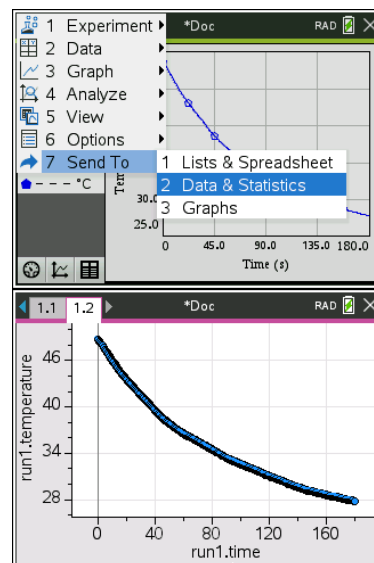 1 Experiment *Doc RAD
2 Data
3 Graph
4 Analyze
5 View
6 Options
7 Send To
1 Lists & Spreadsheet
2 Data & Statistics
3 Graphs
- - - °C
30.0
25.0
0 45.0 90.0 135.0 180.0
Time (s)
1.1 1.2 *Doc RAD
run1.temperature
46
40
34
28
0 40 80 120 160
run1.time